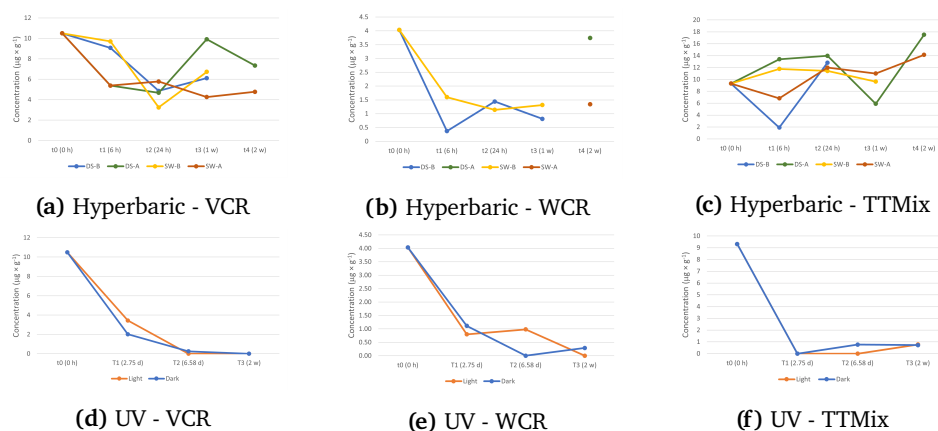 Concentration (µg × g⁻¹)
12
10
8
6
4
2
0
t0 (0 h) t1 (6 h) t2 (24 h) t3 (1 w) t4 (2 w)
DS-B DS-A SW-B SW-A
(a) Hyperbaric - VCR
Concentration (µg × g⁻¹)
4.5
4
3.5
3
2.5
2
1.5
1
0.5
0
t0 (0 h) t1 (6 h) t2 (24 h) t3 (1 w) t4 (2 w)
DS-B DS-A SW-B SW-A
(b) Hyperbaric - WCR
Concentration (µg × g⁻¹)
20
18
16
14
12
10
8
6
4
2
0
t0 (0 h) t1 (6 h) t2 (24 h) t3 (1 w) t4 (2 w)
DS-B DS-A SW-B SW-A
(c) Hyperbaric - TTMix
Concentration (µg × g⁻¹)
12
10
8
6
4
2
0
t0 (0 h) T1 (2.75 d) T2 (6.58 d) T3 (2 w)
Light Dark
(d) UV - VCR
Concentration (µg × g⁻¹)
4.50
4.00
3.50
3.00
2.50
2.00
1.50
1.00
0.50
0.00
t0 (0 h) T1 (2.75 d) T2 (6.58 d) T3 (2 w)
Light Dark
(e) UV - WCR
Concentration (µg × g⁻¹)
10
9
8
7
6
5
4
3
2
1
0
t0 (0 h) T1 (2.75 d) T2 (6.58 d) T3 (2 w)
Light Dark
(f) UV - TTMix